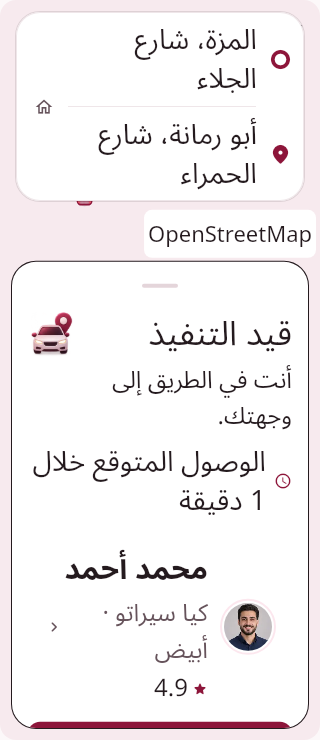 المزة، شارع
الجلاء
أبو رمانة، شارع
الحمراء
OpenStreetMap
قيد التنفيذ
أنت في الطريق إلى
وجهتك.
الوصول المتوقع خلال
1 دقيقة
محمد أحمد
كيا سيراتو ·
أبيض
4.9